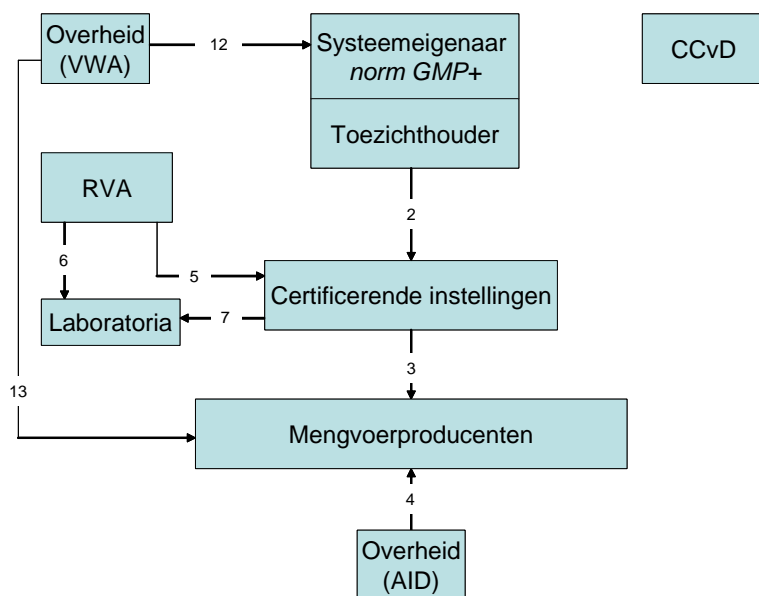 Overheid
(VWA)
12
Systeemeigenaar
norm GMP+
CCvD
Toezichthouder
RVA
2
6
5
Certificerende instellingen
Laboratoria
7
3
13
Mengvoerproducenten
4
Overheid
(AID)